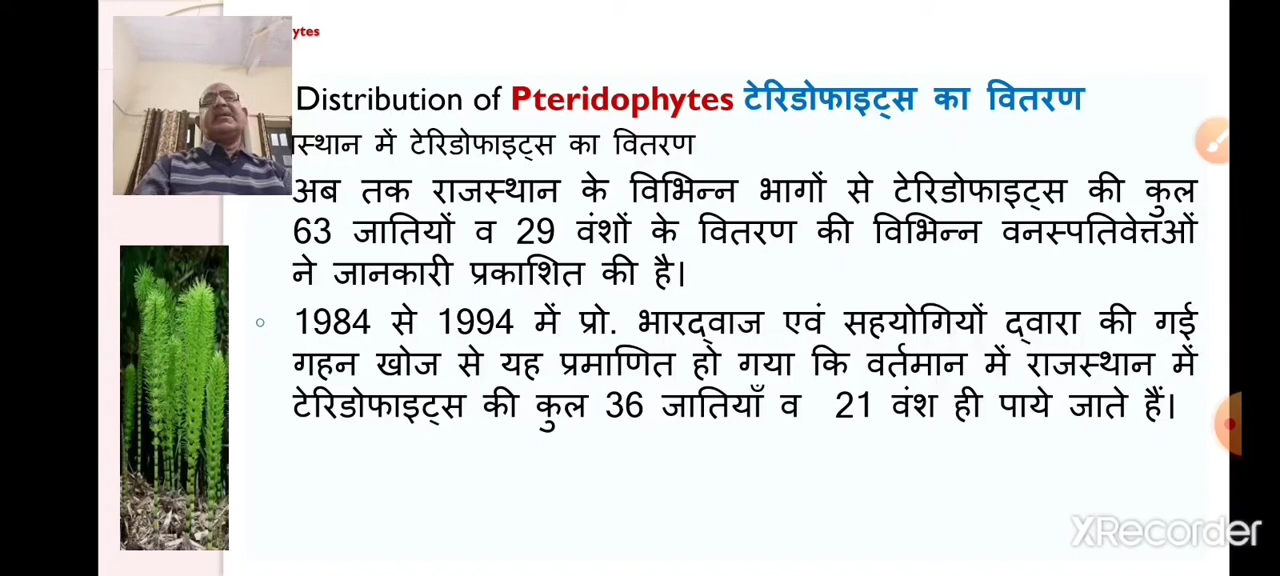 ytes
Distribution of Pteridophytes टेरिडोफाइट्स का वितरण
स्थान में टेरिडोफाइट्स का वितरण
अब तक राजस्थान के विभिन्न भागों से टेरिडोफाइट्स की कुल
63 जातियों व 29 वंशों के वितरण की विभिन्न वनस्पतिवेत्तओं
ने जानकारी प्रकाशित की है।
◦ 1984 से 1994 में प्रो. भारद्वाज एवं सहयोगियों द्वारा की गई
गहन खोज से यह प्रमाणित हो गया कि वर्तमान में राजस्थान में
टेरिडोफाइट्स की कुल 36 जातियाँ व 21 वंश ही पाये जाते हैं।
XRecorder